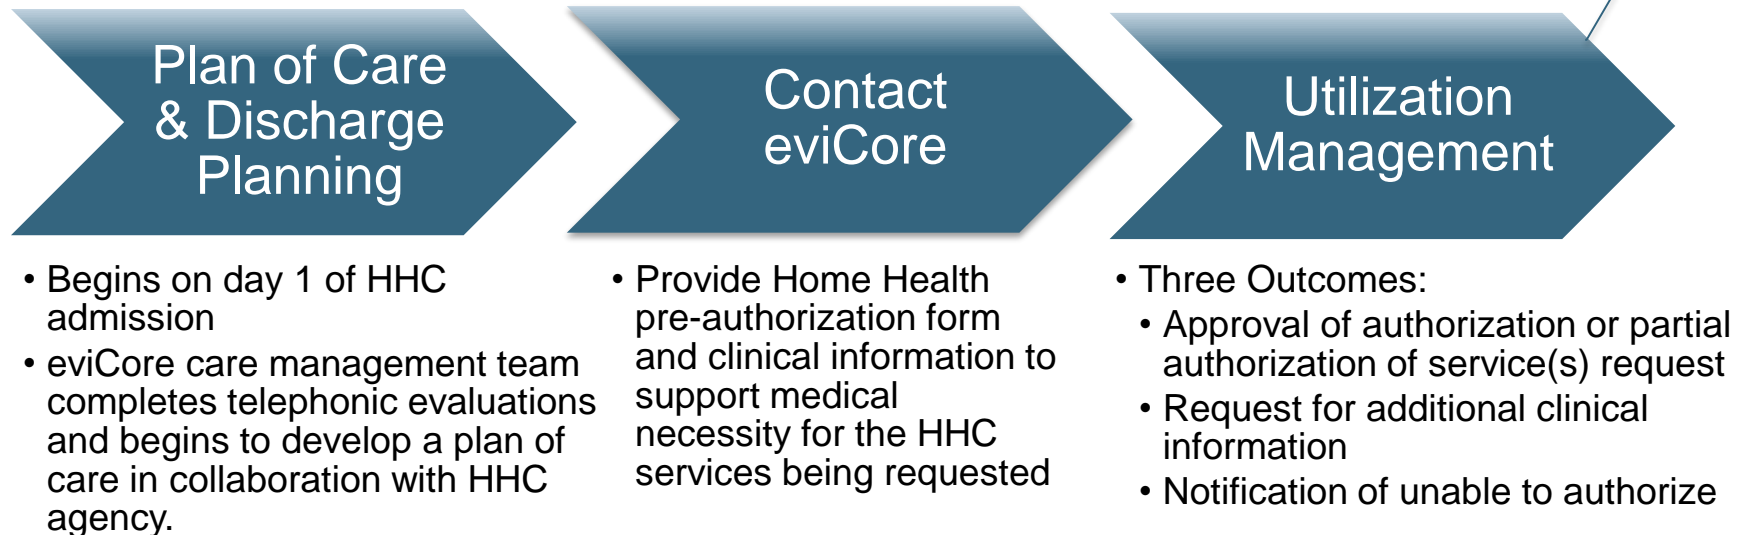 Plan of Care
& Discharge
Planning
• Begins on day 1 of HHC
admission
• eviCore care management team
completes telephonic evaluations
and begins to develop a plan of
care in collaboration with HHC
agency.
Contact
eviCore
• Provide Home Health
pre-authorization form
and clinical information to
support medical
necessity for the HHC
services being requested
Utilization
Management
• Three Outcomes:
• Approval of authorization or partial
authorization of service(s) request
• Request for additional clinical
information
• Notification of unable to authorize